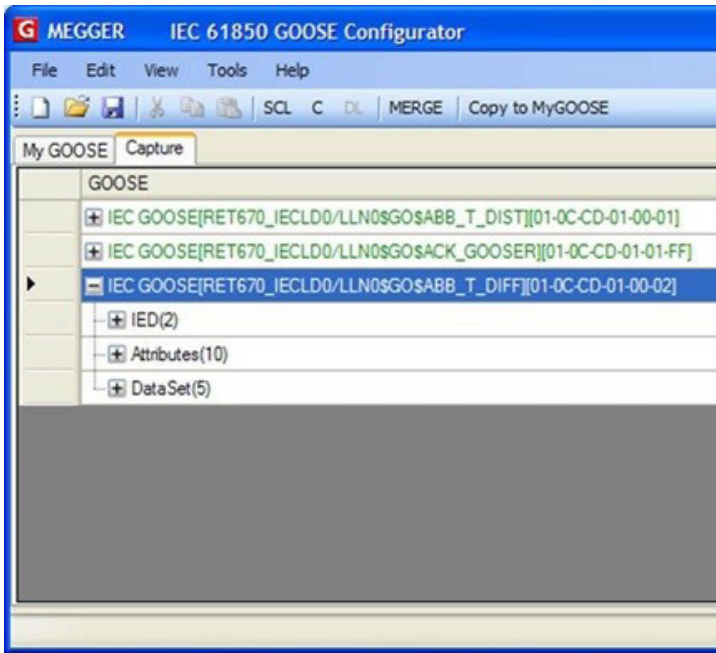 G MEGGER IEC 61850 GOOSE Configurator
File Edit View Tools Help
SCL C DL MERGE Copy to MyGOOSE
My GOOSE Capture
GOOSE
IEC GOOSE[RET670_IECLD0/LLN0$GO$ABB_T_DIST][01-0C-CD-01-00-01]
IEC GOOSE[RET670_IECLD0/LLN0$GO$ACK_GOOSER][01-0C-CD-01-01-FF]
IEC GOOSE[RET670_IECLD0/LLN0$GO$ABB_T_DIFF][01-0C-CD-01-00-02]
IED(2)
Attributes(10)
DataSet(5)